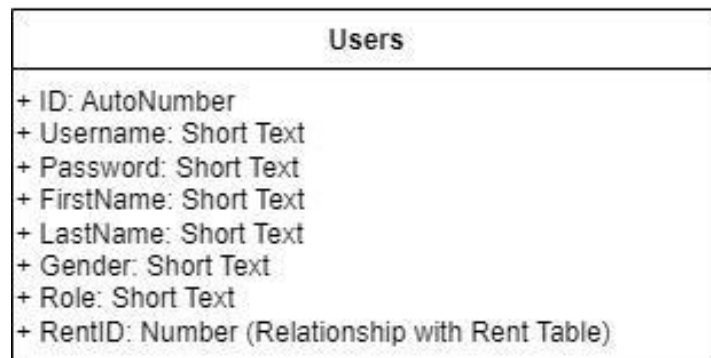 Users
+ ID: AutoNumber
+ Username: Short Text
+ Password: Short Text
+ FirstName: Short Text
+ LastName: Short Text
+ Gender: Short Text
+ Role: Short Text
+ RentID: Number (Relationship with Rent Table)